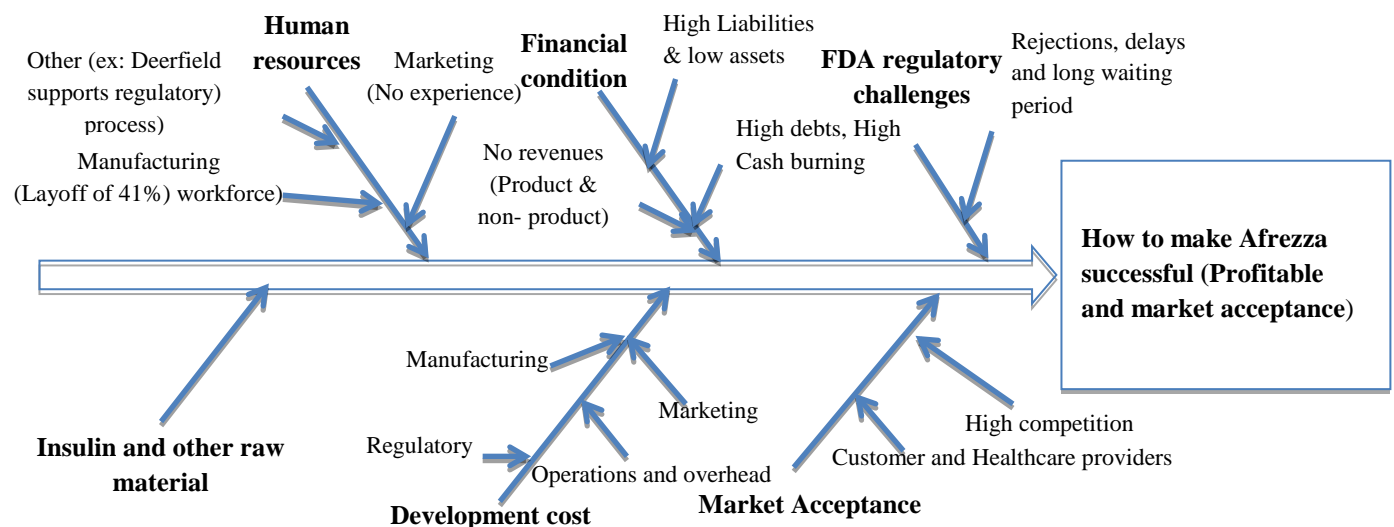 Human
resources
Other (ex: Deerfield
supports regulatory)
process)
Marketing
(No experience)
Manufacturing
(Layoff of 41%) workforce)
Financial
condition
High Liabilities
& low assets
No revenues
(Product &
non- product)
High debts, High
Cash burning
FDA regulatory
challenges
Rejections, delays
and long waiting
period
How to make Afrezza
successful (Profitable
and market acceptance)
Insulin and other raw
material
Manufacturing
Marketing
Regulatory
Operations and overhead
Development cost
High competition
Customer and Healthcare providers
Market Acceptance